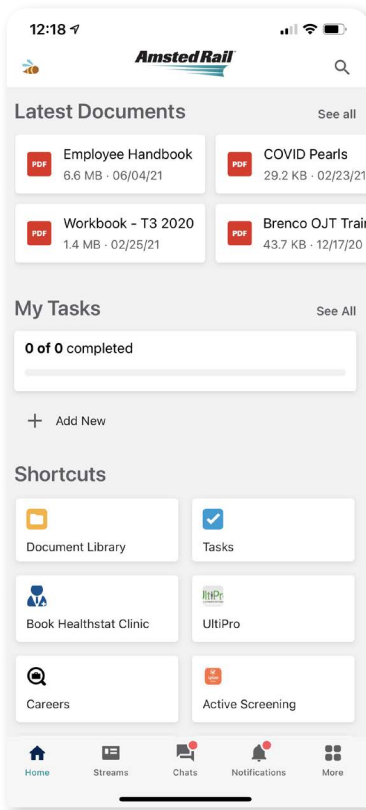 12:18
Amsted Rail
Latest Documents See all
PDF Employee Handbook
6.6 MB · 06/04/21
PDF COVID Pearls
29.2 KB · 02/23/21
PDF Workbook - T3 2020
1.4 MB · 02/25/21
PDF Brenco OJT Trai
43.7 KB · 12/17/20
My Tasks See All
0 of 0 completed
+ Add New
Shortcuts
Document Library
Tasks
Book Healthstat Clinic
UltiPro
Careers
Active Screening
Home Streams Chats Notifications More